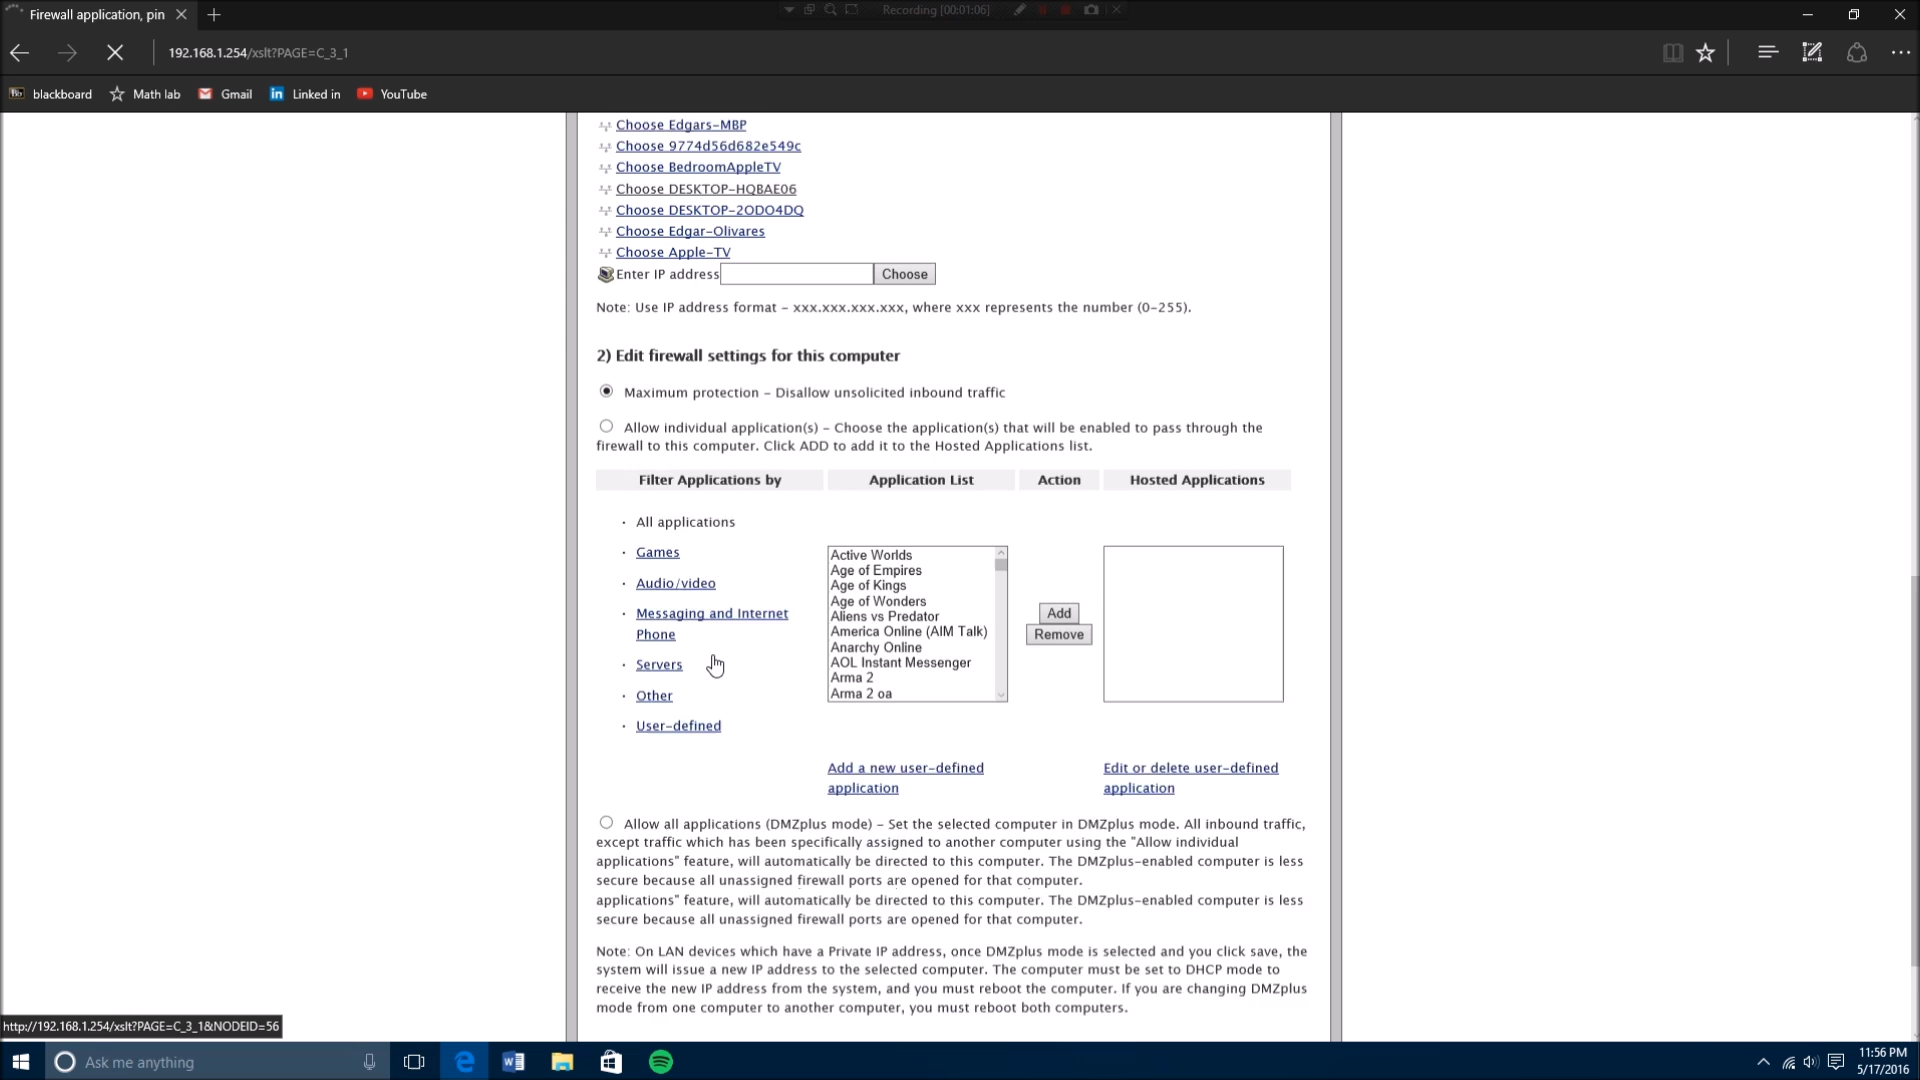 Firewall application, pin
Recording [00:01:06]
192.168.1.254/xslt?PAGE=C_3_1
blackboard
Math lab
Gmail
Linked in
YouTube
Choose Edgars-MBP
Choose 9774d56d682e549c
Choose BedroomAppleTV
Choose DESKTOP-HQBAE06
Choose DESKTOP-2ODO4DQ
Choose Edgar-Olivares
Choose Apple-TV
Enter IP address
Choose
Note: Use IP address format - xxx.xxx.xxx.xxx, where xxx represents the number (0-255).
2) Edit firewall settings for this computer
Maximum protection - Disallow unsolicited inbound traffic
Allow individual application(s) - Choose the application(s) that will be enabled to pass through the
firewall to this computer. Click ADD to add it to the Hosted Applications list.
Filter Applications by
Application List
Action
Hosted Applications
All applications
Games
Audio/video
Messaging and Internet
Phone
Servers
Other
User-defined
Active Worlds
Age of Empires
Age of Kings
Age of Wonders
Aliens vs Predator
America Online (AIM Talk)
Anarchy Online
AOL Instant Messenger
Arma 2
Arma 2 oa
Add
Remove
Add a new user-defined
application
Edit or delete user-defined
application
Allow all applications (DMZplus mode) - Set the selected computer in DMZplus mode. All inbound traffic,
except traffic which has been specifically assigned to another computer using the "Allow individual
applications" feature, will automatically be directed to this computer. The DMZplus-enabled computer is less
secure because all unassigned firewall ports are opened for that computer.
applications" feature, will automatically be directed to this computer. The DMZplus-enabled computer is less
secure because all unassigned firewall ports are opened for that computer.
Note: On LAN devices which have a Private IP address, once DMZplus mode is selected and you click save, the
system will issue a new IP address to the selected computer. The computer must be set to DHCP mode to
receive the new IP address from the system, and you must reboot the computer. If you are changing DMZplus
mode from one computer to another computer, you must reboot both computers.
http://192.168.1.254/xslt?PAGE=C_3_1&NODEID=56
Ask me anything
11:56 PM
5/17/2016